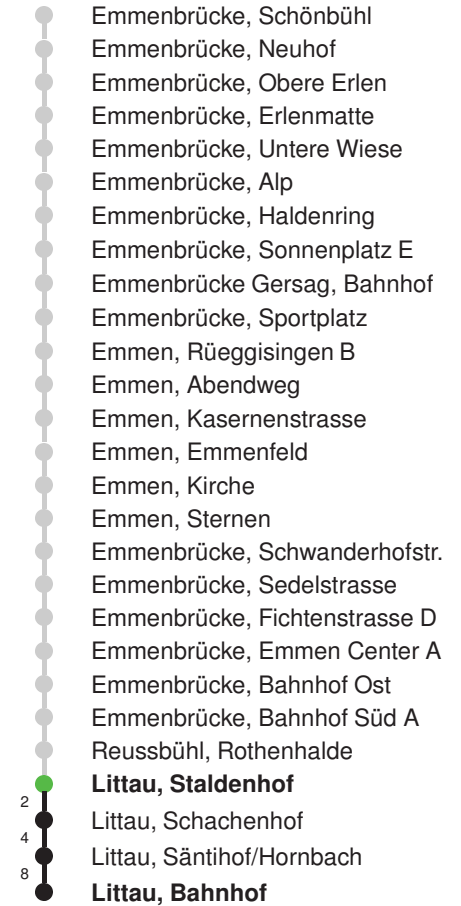 Emmenbrücke, Schönbühl
Emmenbrücke, Neuhof
Emmenbrücke, Obere Erlen
Emmenbrücke, Erlenmatte
Emmenbrücke, Untere Wiese
Emmenbrücke, Alp
Emmenbrücke, Haldenring
Emmenbrücke, Sonnenplatz E
Emmenbrücke Gersag, Bahnhof
Emmenbrücke, Sportplatz
Emmen, Rüeggisingen B
Emmen, Abendweg
Emmen, Kasernenstrasse
Emmen, Emmenfeld
Emmen, Kirche
Emmen, Sternen
Emmenbrücke, Schwanderhofstr.
Emmenbrücke, Sedelstrasse
Emmenbrücke, Fichtenstrasse D
Emmenbrücke, Emmen Center A
Emmenbrücke, Bahnhof Ost
Emmenbrücke, Bahnhof Süd A
Reussbühl, Rothenhalde
Littau, Staldenhof
2
Littau, Schachenhof
4
Littau, Säntihof/Hornbach
8
Littau, Bahnhof